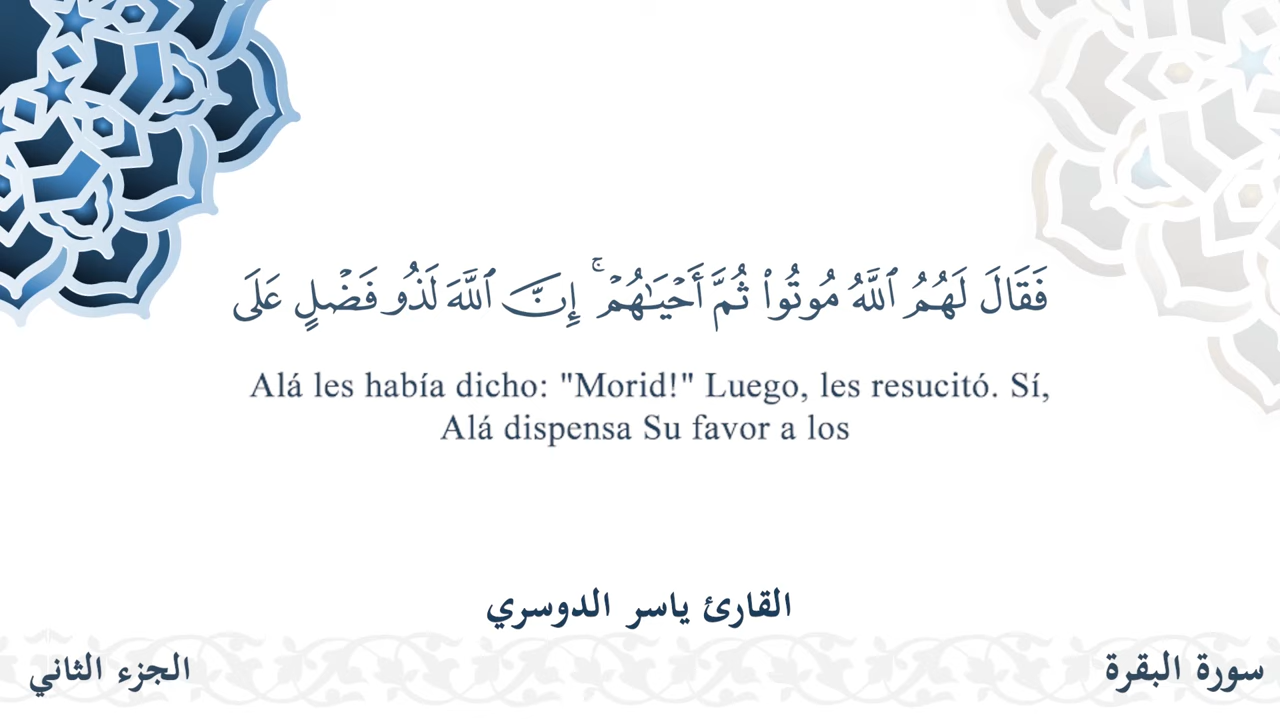 فَقَالَ لَهُمُ ٱللَّهُ مُوتُوا۟ ثُمَّ أَحْيَـٰهُمْ ۚ إِنَّ ٱللَّهَ لَذُو فَضْلٍ عَلَى
Alá les había dicho: "Morid!" Luego, les resucitó. Sí,
Alá dispensa Su favor a los
القارئ ياسر الدوسري
سورة البقرة
الجزء الثاني